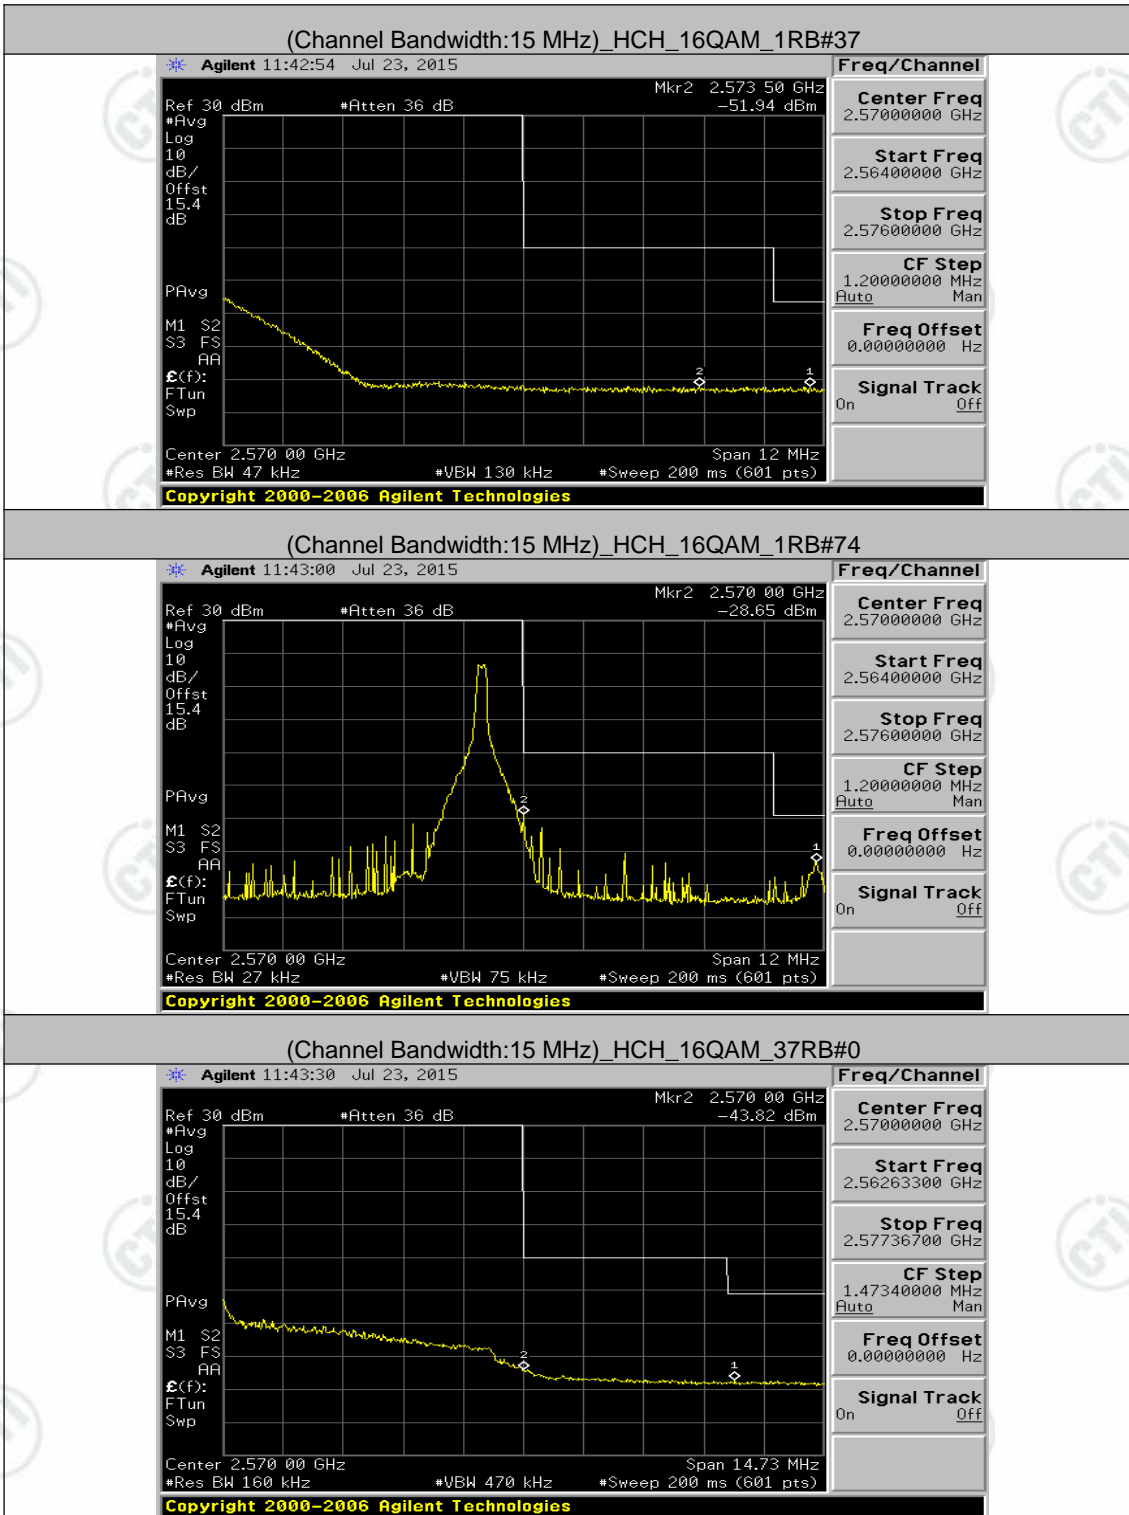 (Channel Bandwidth:15 MHz)_HCH_16QAM_1RB#37
Agilent 11:42:54 Jul 23, 2015
Freq/Channel
Mkr2 2.573 50 GHz
Ref 30 dBm #Atten 36 dB -51.94 dBm
#Avg
Log
10
dB/
Offst
15.4
dB
PAvg
M1 S2
S3 FS
AA
£(f):
FTun
Swp
2
1
Center 2.570 00 GHz Span 12 MHz
#Res BW 47 kHz #VBW 130 kHz #Sweep 200 ms (601 pts)
Copyright 2000-2006 Agilent Technologies
Center Freq
2.57000000 GHz
Start Freq
2.56400000 GHz
Stop Freq
2.57600000 GHz
CF Step
1.20000000 MHz
Auto Man
Freq Offset
0.00000000 Hz
Signal Track
On Off
(Channel Bandwidth:15 MHz)_HCH_16QAM_1RB#74
Agilent 11:43:00 Jul 23, 2015
Freq/Channel
Mkr2 2.570 00 GHz
Ref 30 dBm #Atten 36 dB -28.65 dBm
#Avg
Log
10
dB/
Offst
15.4
dB
PAvg
M1 S2
S3 FS
AA
£(f):
FTun
Swp
2
1
Center 2.570 00 GHz Span 12 MHz
#Res BW 27 kHz #VBW 75 kHz #Sweep 200 ms (601 pts)
Copyright 2000-2006 Agilent Technologies
Center Freq
2.57000000 GHz
Start Freq
2.56400000 GHz
Stop Freq
2.57600000 GHz
CF Step
1.20000000 MHz
Auto Man
Freq Offset
0.00000000 Hz
Signal Track
On Off
(Channel Bandwidth:15 MHz)_HCH_16QAM_37RB#0
Agilent 11:43:30 Jul 23, 2015
Freq/Channel
Mkr2 2.570 00 GHz
Ref 30 dBm #Atten 36 dB -43.82 dBm
#Avg
Log
10
dB/
Offst
15.4
dB
PAvg
M1 S2
S3 FS
AA
£(f):
FTun
Swp
2
1
Center 2.570 00 GHz Span 14.73 MHz
#Res BW 160 kHz #VBW 470 kHz #Sweep 200 ms (601 pts)
Copyright 2000-2006 Agilent Technologies
Center Freq
2.57000000 GHz
Start Freq
2.56263300 GHz
Stop Freq
2.57736700 GHz
CF Step
1.47340000 MHz
Auto Man
Freq Offset
0.00000000 Hz
Signal Track
On Off
CTI